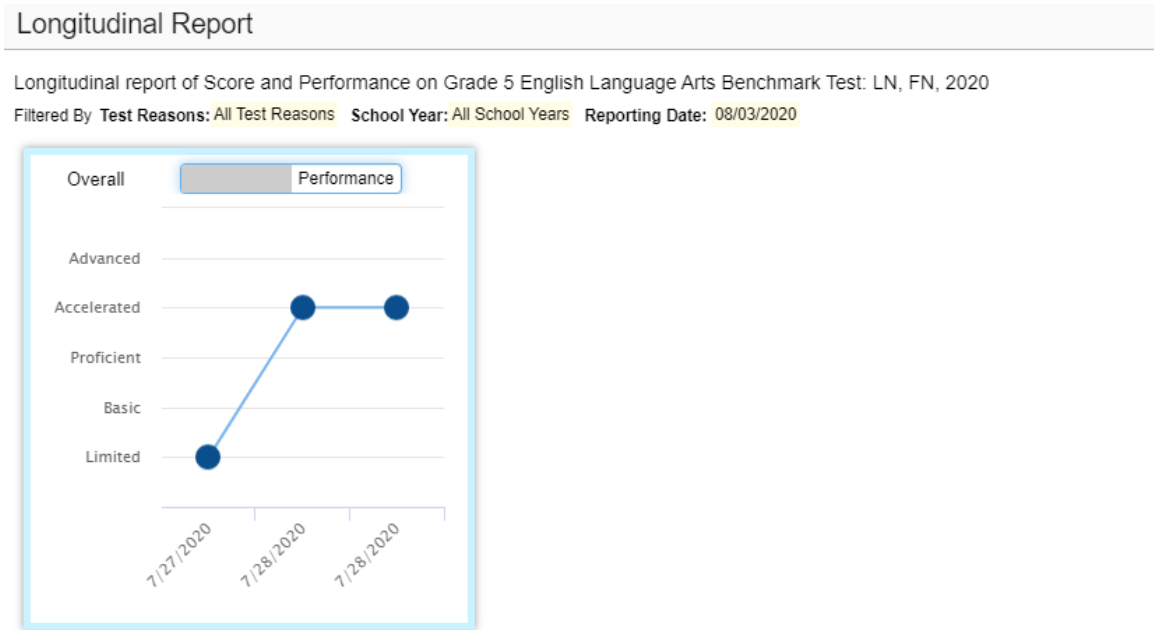 Longitudinal Report
Longitudinal report of Score and Performance on Grade 5 English Language Arts Benchmark Test: LN, FN, 2020
Filtered By Test Reasons: All Test Reasons School Year: All School Years Reporting Date: 08/03/2020
Overall Performance
Advanced
Accelerated
Proficient
Basic
Limited
7/27/2020 7/28/2020 7/28/2020